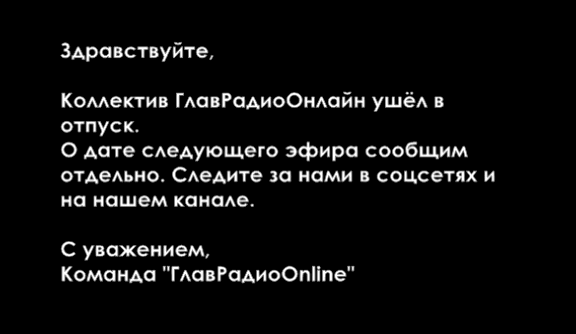 Здравствуйте,
Коллектив ГлавРадиоОнлайн ушёл в
отпуск.
О дате следующего эфира сообщим
отдельно. Следите за нами в соцсетях и
на нашем канале.
С уважением,
Команда "ГлавРадиоOnline"